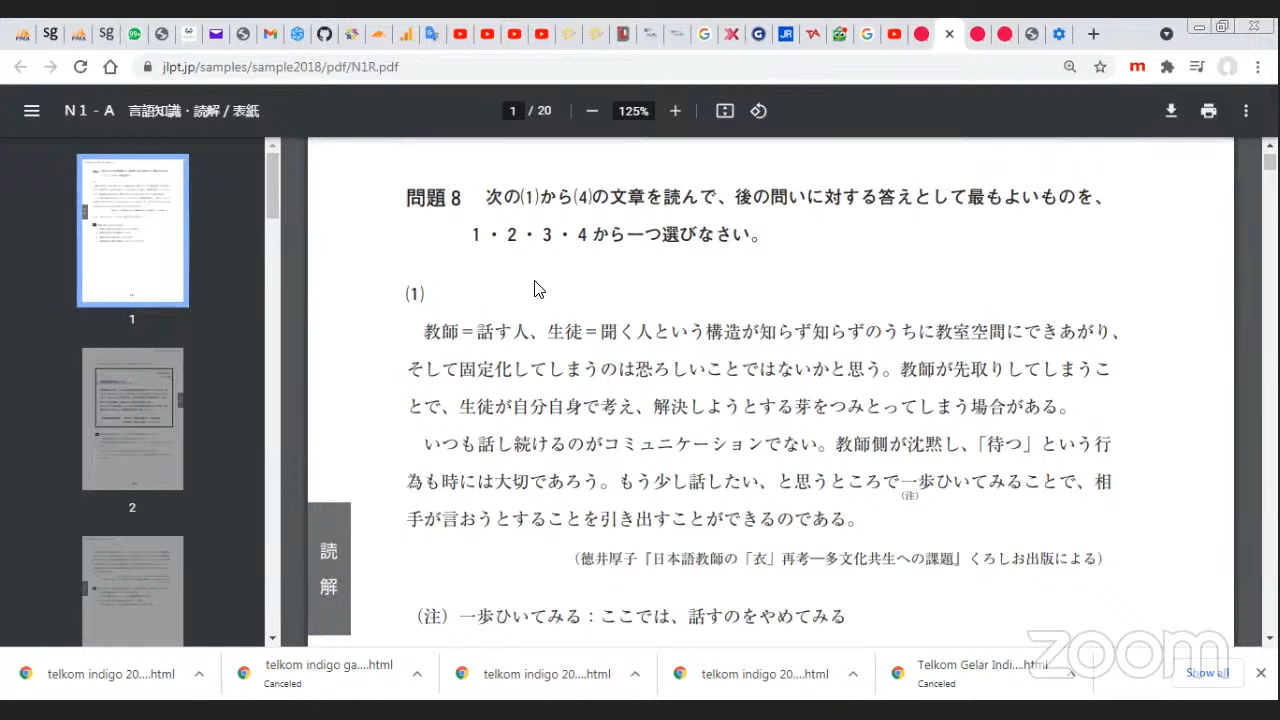 jlpt.jp/samples/sample2018/pdf/N1R.pdf
N1-A 言語知識・読解 / 表紙
1 / 20
125%
問題8 次の(1)から(4)の文章を読んで、後の問いに対する答えとして最もよいものを、
1・2・3・4から一つ選びなさい。
(1)
教師=話す人、生徒=聞く人という構造が知らず知らずのうちに教室空間にできあがり、
そして固定化してしまうのは恐ろしいことではないかと思う。教師が先取りしてしまうこ
とで、生徒が自分自身で考え、解決しようとする芽をつみとってしまう場合がある。
いつも話し続けるのがコミュニケーションでない。教師側が沈黙し、「待つ」という行
為も時には大切であろう。もう少し話したい、と思うところで一歩ひいてみることで、相
(注)
手が言おうとすることを引き出すことができるのである。
(徳井厚子『日本語教師の「衣」再考―多文化共生への課題』くろしお出版による)
(注)一歩ひいてみる:ここでは、話すのをやめてみる
読解
1
2
telkom indigo 20....html
telkom indigo ga....html
Canceled
telkom indigo 20....html
telkom indigo 20....html
Telkom Gelar Indi....html
Canceled
Show all
zoom